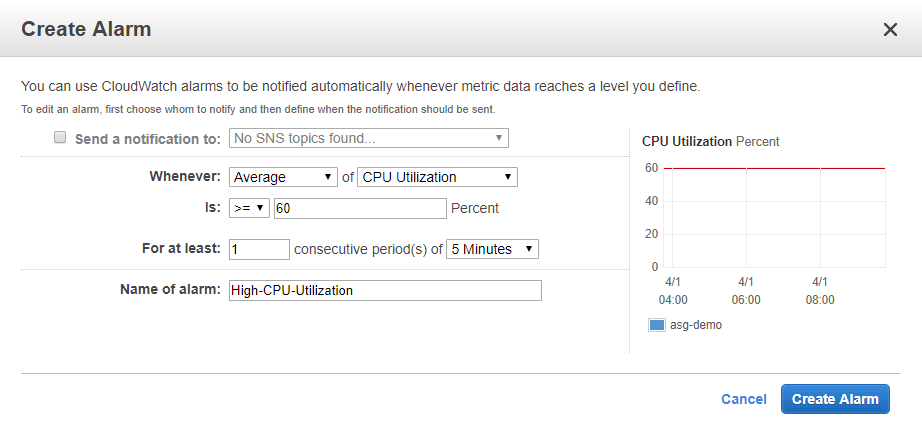 Create Alarm
You can use CloudWatch alarms to be notified automatically whenever metric data reaches a level you define.
To edit an alarm, first choose whom to notify and then define when the notification should be sent.
Send a notification to: No SNS topics found...
Whenever: Average of CPU Utilization
Is: >= 60 Percent
For at least: 1 consecutive period(s) of 5 Minutes
Name of alarm: High-CPU-Utilization
CPU Utilization Percent
60
40
20
0
4/1 4/1 4/1
04:00 06:00 08:00
asg-demo
Cancel Create Alarm